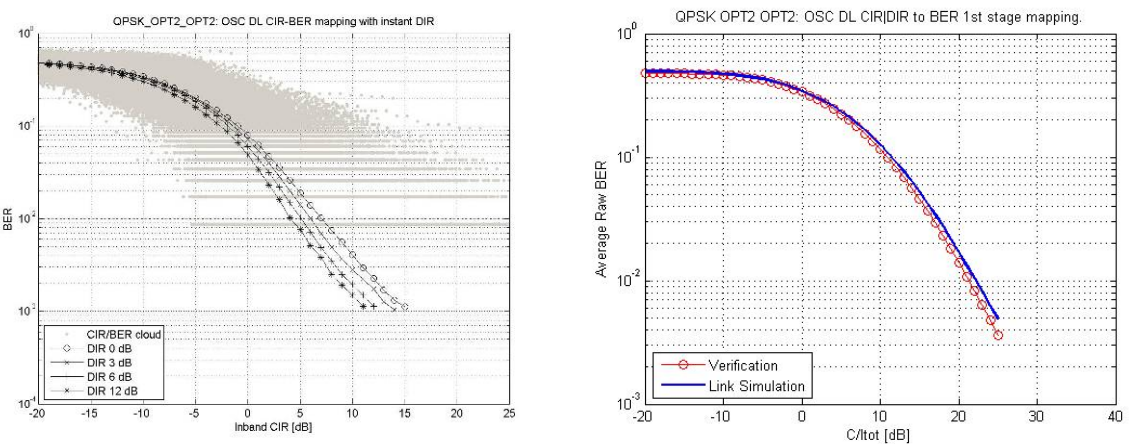 QPSK_OPT2_OPT2: OSC DL CIR-BER mapping with instant DIR
10^0
10^-1
10^-2
10^-3
10^-4
BER
-20 -15 -10 -5 0 5 10 15 20 25
Inband CIR [dB]
CIR/BER cloud
DIR 0 dB
DIR 3 dB
DIR 6 dB
DIR 12 dB
QPSK OPT2 OPT2: OSC DL CIR|DIR to BER 1st stage mapping.
10^0
10^-1
10^-2
10^-3
Average Raw BER
-20 -10 0 10 20 30 40
C/Itot [dB]
Verification
Link Simulation